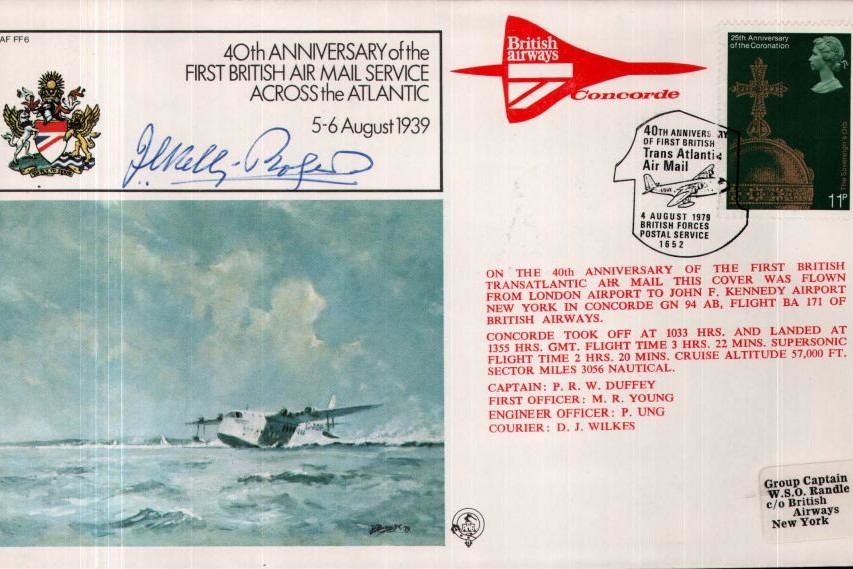 AF FF6
40th ANNIVERSARY of the
FIRST BRITISH AIR MAIL SERVICE
ACROSS the ATLANTIC
5-6 August 1939
British
airways
Concorde
25th Anniversary
of the Coronation
The Sovereign's Orb
11P
40TH ANNIVERSARY
OF FIRST BRITISH
Trans Atlantic
Air Mail
4 AUGUST 1979
BRITISH FORCES
POSTAL SERVICE
1652
ON THE 40th ANNIVERSARY OF THE FIRST BRITISH
TRANSATLANTIC AIR MAIL THIS COVER WAS FLOWN
FROM LONDON AIRPORT TO JOHN F. KENNEDY AIRPORT
NEW YORK IN CONCORDE GN 94 AB, FLIGHT BA 171 OF
BRITISH AIRWAYS.
CONCORDE TOOK OFF AT 1033 HRS. AND LANDED AT
1355 HRS. GMT. FLIGHT TIME 3 HRS. 22 MINS. SUPERSONIC
FLIGHT TIME 2 HRS. 20 MINS. CRUISE ALTITUDE 57,000 FT.
SECTOR MILES 3056 NAUTICAL.
CAPTAIN: P. R. W. DUFFEY
FIRST OFFICER: M. R. YOUNG
ENGINEER OFFICER: P. UNG
COURIER: D. J. WILKES
Group Captain
W.S.O. Randle
c/o British
Airways
New York